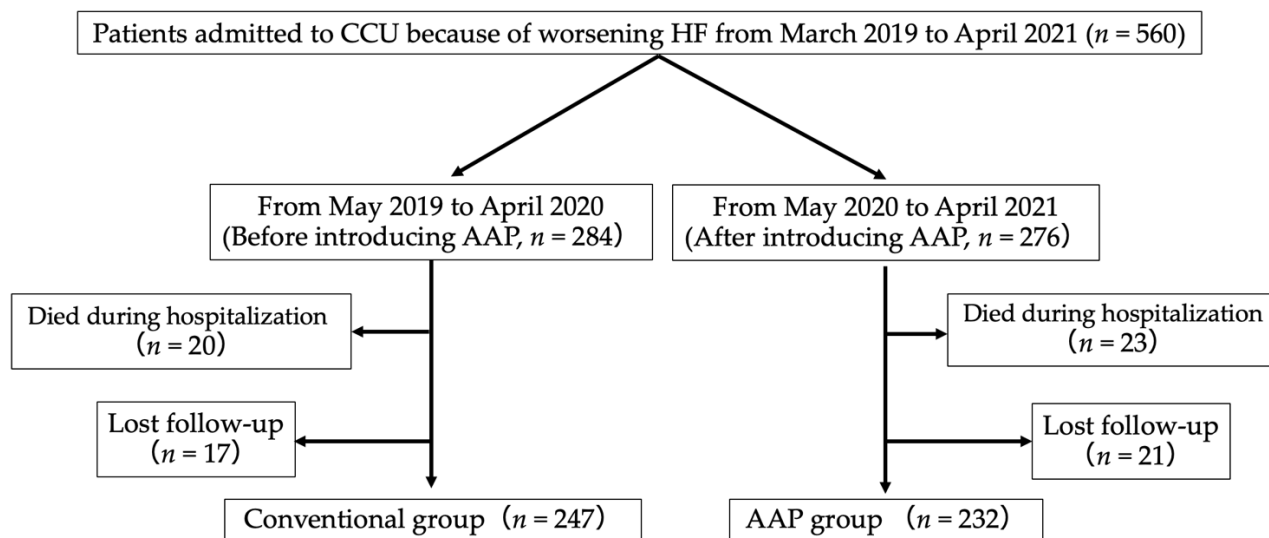 Patients admitted to CCU because of worsening HF from March 2019 to April 2021 (n = 560)
From May 2019 to April 2020
(Before introducing AAP, n = 284)
From May 2020 to April 2021
(After introducing AAP, n = 276)
Died during hospitalization
(n = 20)
Died during hospitalization
(n = 23)
Lost follow-up
(n = 17)
Lost follow-up
(n = 21)
Conventional group (n = 247)
AAP group (n = 232)